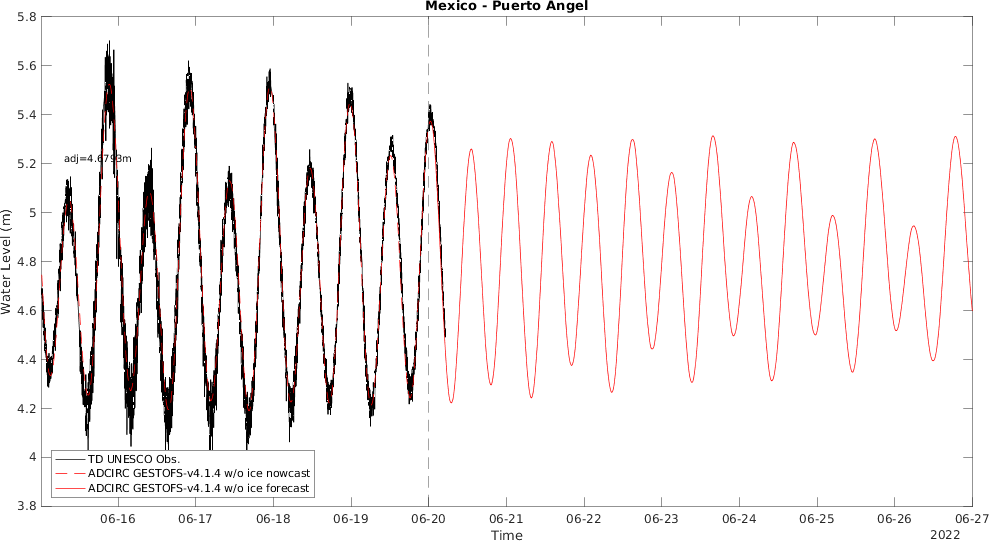 Mexico - Puerto Angel
5.8
5.6
5.4
5.2
5
4.8
4.6
4.4
4.2
4
3.8
Water Level (m)
adj=4.6793m
TD UNESCO Obs.
ADCIRC GESTOFS-v4.1.4 w/o ice nowcast
ADCIRC GESTOFS-v4.1.4 w/o ice forecast
06-16 06-17 06-18 06-19 06-20 06-21 06-22 06-23 06-24 06-25 06-26 06-27
Time
2022